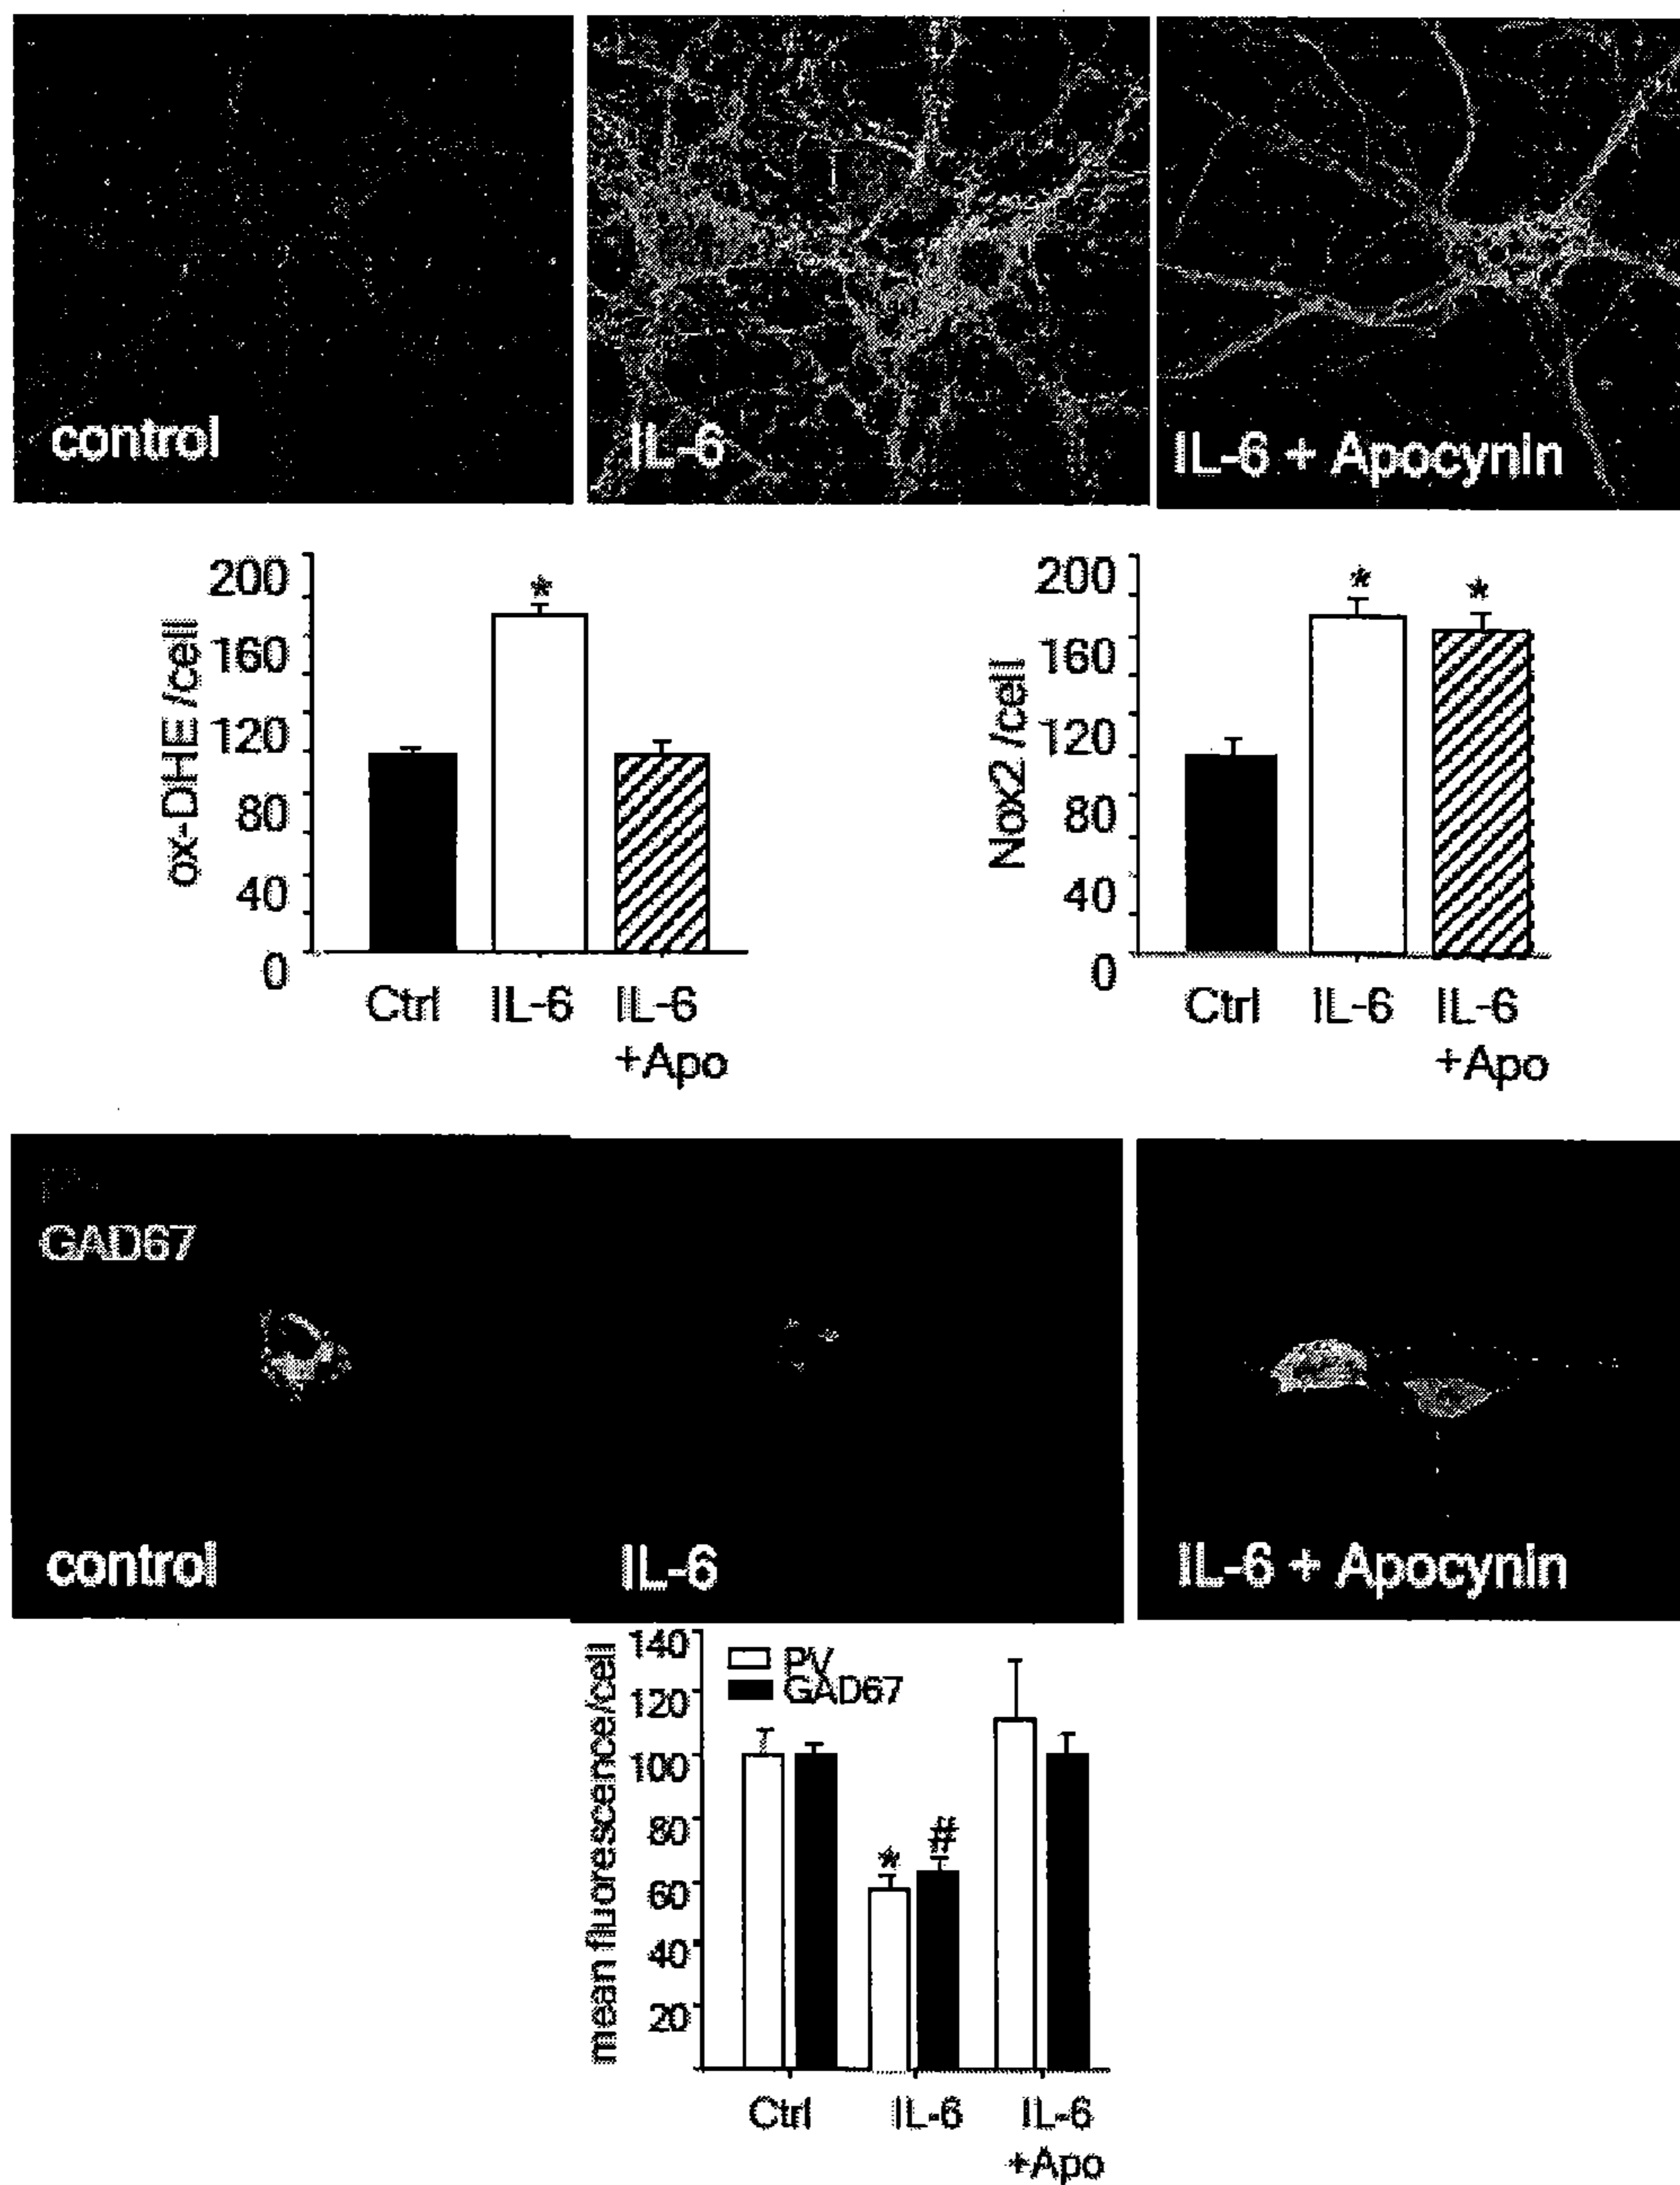 control
IL-6
IL-6 + Apocynin
200
160
120
80
40
0
ox-DHE /cell
*
Ctrl
IL-6
IL-6
+Apo
200
160
120
80
40
0
Nox2 /cell
*
*
Ctrl
IL-6
IL-6
+Apo
GAD67
control
IL-6
IL-6 + Apocynin
140
120
100
80
60
40
20
mean fluorescence/cell
PV
GAD67
*
#
Ctrl
IL-6
IL-6
+Apo